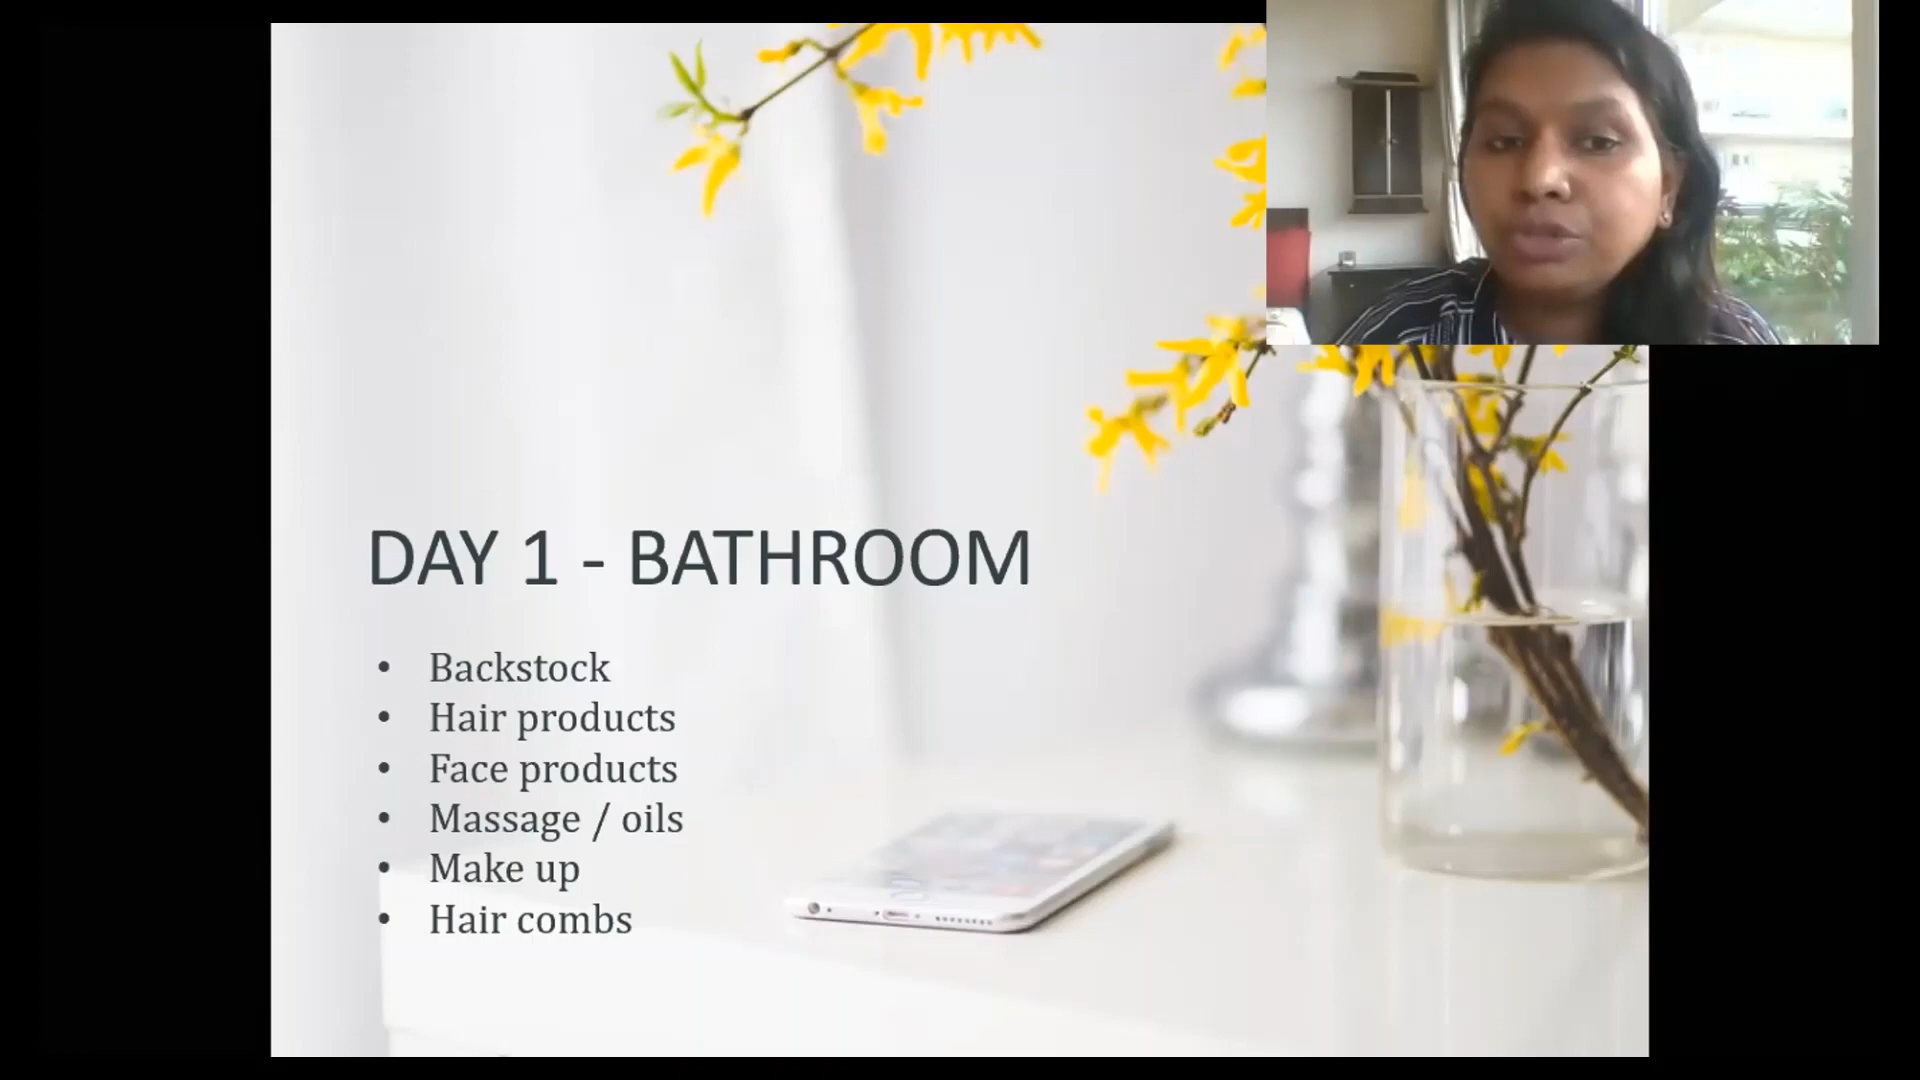 DAY 1 - BATHROOM
• Backstock
• Hair products
• Face products
• Massage / oils
• Make up
• Hair combs